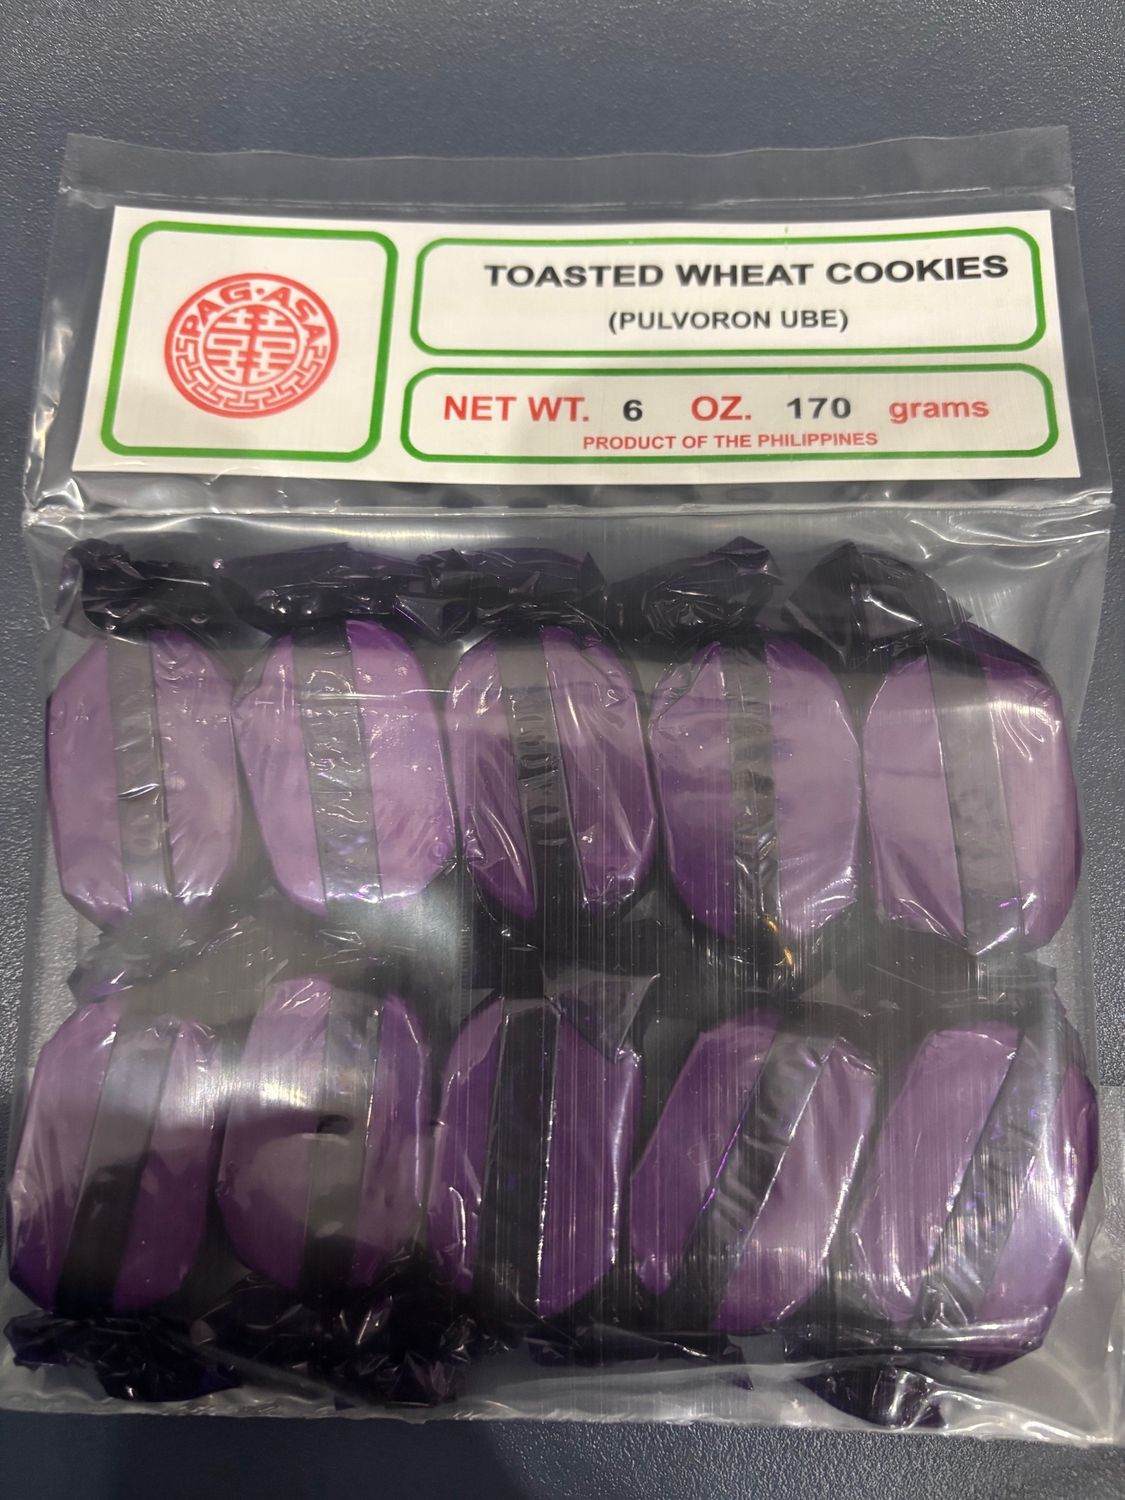 PAG-ASA
TOASTED WHEAT COOKIES
(PULVORON UBE)
NET WT. 6 OZ. 170 grams
PRODUCT OF THE PHILIPPINES